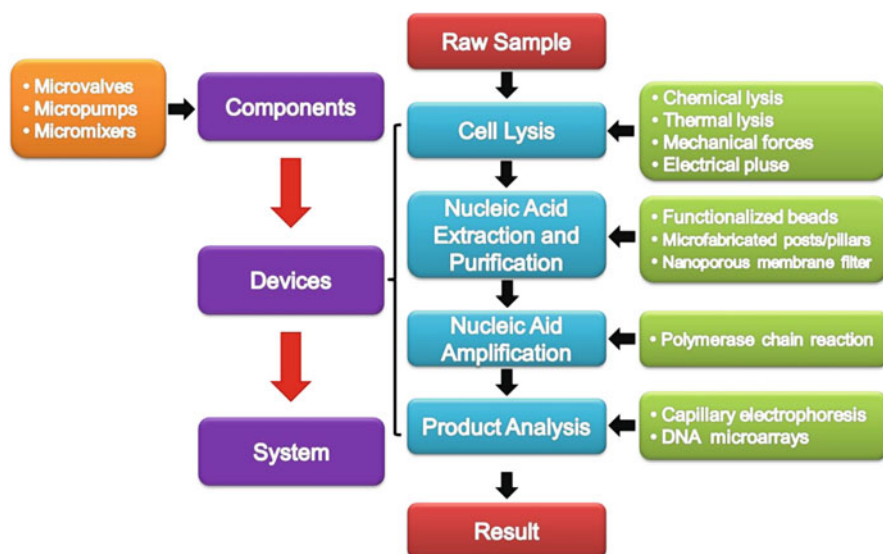 Raw Sample
• Microvalves
• Micropumps
• Micromixers
Components
Cell Lysis
• Chemical lysis
• Thermal lysis
• Mechanical forces
• Electrical pluse
Nucleic Acid
Extraction and
Purification
• Functionalized beads
• Microfabricated posts/pillars
• Nanoporous membrane filter
Devices
Nucleic Aid
Amplification
• Polymerase chain reaction
System
Product Analysis
• Capillary electrophoresis
• DNA microarrays
Result